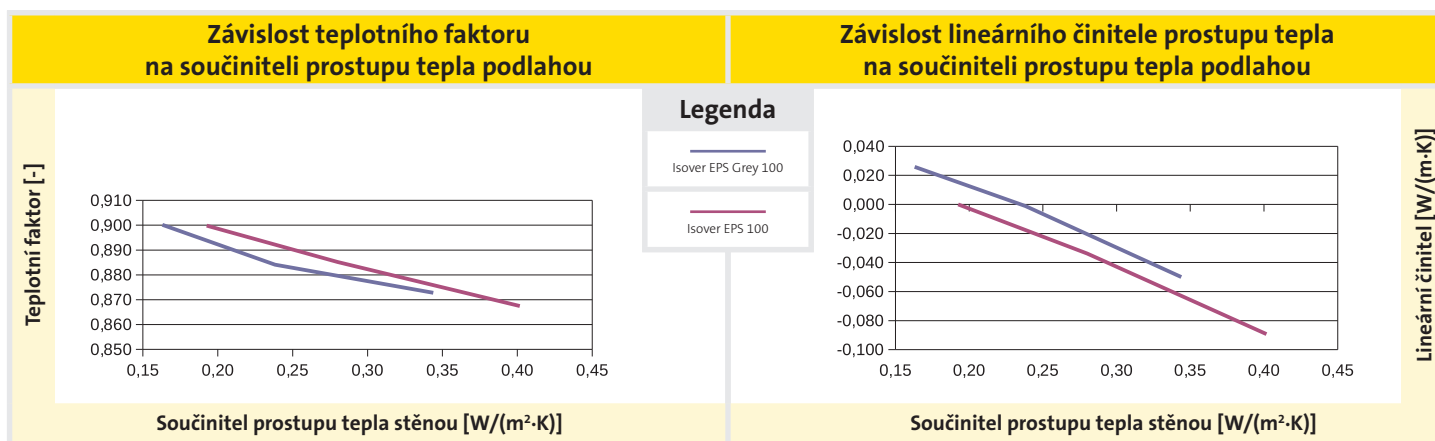 Závislost teplotního faktoru
na součiniteli prostupu tepla podlahou
Teplotní faktor [-]
0,910
0,900
0,890
0,880
0,870
0,860
0,850
0,15 0,20 0,25 0,30 0,35 0,40 0,45
Součinitel prostupu tepla stěnou [W/(m²·K)]
Legenda
Isover EPS Grey 100
Isover EPS 100
Závislost lineárního činitele prostupu tepla
na součiniteli prostupu tepla podlahou
0,040
0,020
0,000
-0,020
-0,040
-0,060
-0,080
-0,100
0,15 0,20 0,25 0,30 0,35 0,40 0,45
Lineární činitel [W/(m·K)]
Součinitel prostupu tepla stěnou [W/(m²·K)]